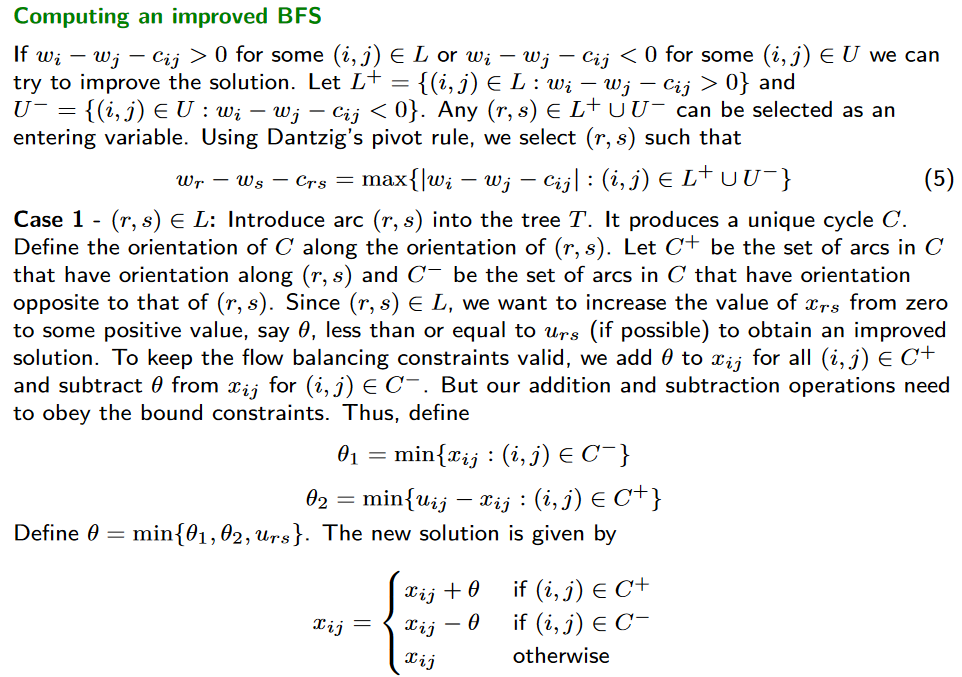 Computing an improved BFS
If $w_i - w_j - c_{ij} > 0$ for some $(i, j) \in L$ or $w_i - w_j - c_{ij} < 0$ for some $(i, j) \in U$ we can
try to improve the solution. Let $L^+ = \{(i, j) \in L : w_i - w_j - c_{ij} > 0\}$ and
$U^- = \{(i, j) \in U : w_i - w_j - c_{ij} < 0\}$. Any $(r, s) \in L^+ \cup U^-$ can be selected as an
entering variable. Using Dantzig's pivot rule, we select $(r, s)$ such that
$w_r - w_s - c_{rs} = \max\{|w_i - w_j - c_{ij}| : (i, j) \in L^+ \cup U^-\}$ (5)
Case 1 - $(r, s) \in L$: Introduce arc $(r, s)$ into the tree $T$. It produces a unique cycle $C$.
Define the orientation of $C$ along the orientation of $(r, s)$. Let $C^+$ be the set of arcs in $C$
that have orientation along $(r, s)$ and $C^-$ be the set of arcs in $C$ that have orientation
opposite to that of $(r, s)$. Since $(r, s) \in L$, we want to increase the value of $x_{rs}$ from zero
to some positive value, say $\theta$, less than or equal to $u_{rs}$ (if possible) to obtain an improved
solution. To keep the flow balancing constraints valid, we add $\theta$ to $x_{ij}$ for all $(i, j) \in C^+$
and subtract $\theta$ from $x_{ij}$ for $(i, j) \in C^-$. But our addition and subtraction operations need
to obey the bound constraints. Thus, define
$\theta_1 = \min\{x_{ij} : (i, j) \in C^-\}$
$\theta_2 = \min\{u_{ij} - x_{ij} : (i, j) \in C^+\}$
Define $\theta = \min\{\theta_1, \theta_2, u_{rs}\}$. The new solution is given by
$x_{ij} = \begin{cases} x_{ij} + \theta & \text{if } (i, j) \in C^+ \\ x_{ij} - \theta & \text{if } (i, j) \in C^- \\ x_{ij} & \text{otherwise} \end{cases}$